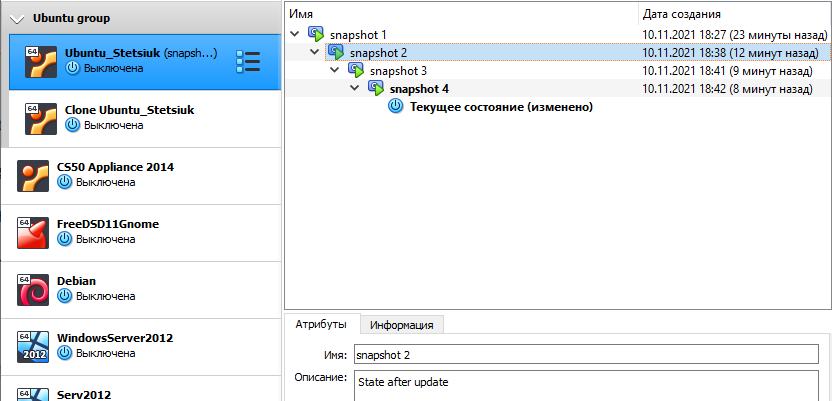 Ubuntu group
64
Ubuntu_Stetsiuk (snapsh...)
Выключена
64
Clone Ubuntu_Stetsiuk
Выключена
CS50 Appliance 2014
Выключена
64
FreeDSD11Gnome
Выключена
64
Debian
Выключена
64
2012
WindowsServer2012
Выключена
64
Serv2012
Имя Дата создания
snapshot 1 10.11.2021 18:27 (23 минуты назад)
snapshot 2 10.11.2021 18:38 (12 минут назад)
snapshot 3 10.11.2021 18:41 (9 минут назад)
snapshot 4 10.11.2021 18:42 (8 минут назад)
Текущее состояние (изменено)
Атрибуты Информация
Имя: snapshot 2
Описание: State after update